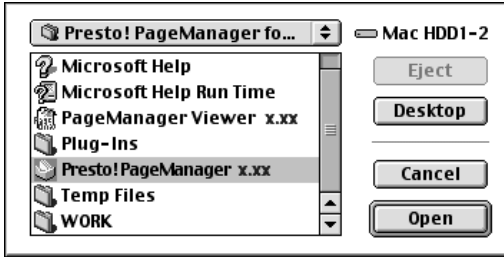 Presto! PageManager fo...
Mac HDD1-2
Microsoft Help
Microsoft Help Run Time
PageManager Viewer x.xx
Plug-Ins
Presto! PageManager x.xx
Temp Files
WORK
Eject
Desktop
Cancel
Open